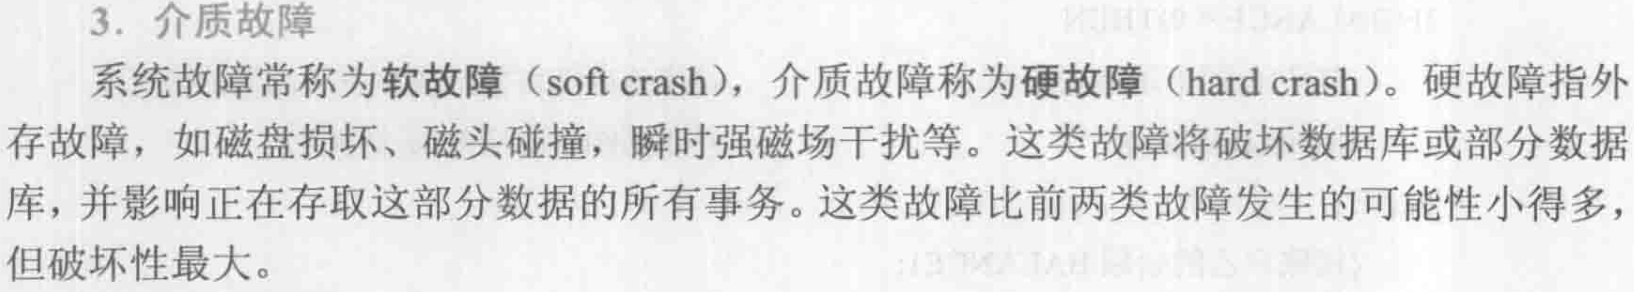 3. 介质故障
系统故障常称为软故障（soft crash），介质故障称为硬故障（hard crash）。硬故障指外
存故障，如磁盘损坏、磁头碰撞，瞬时强磁场干扰等。这类故障将破坏数据库或部分数据
库，并影响正在存取这部分数据的所有事务。这类故障比前两类故障发生的可能性小得多，
但破坏性最大。